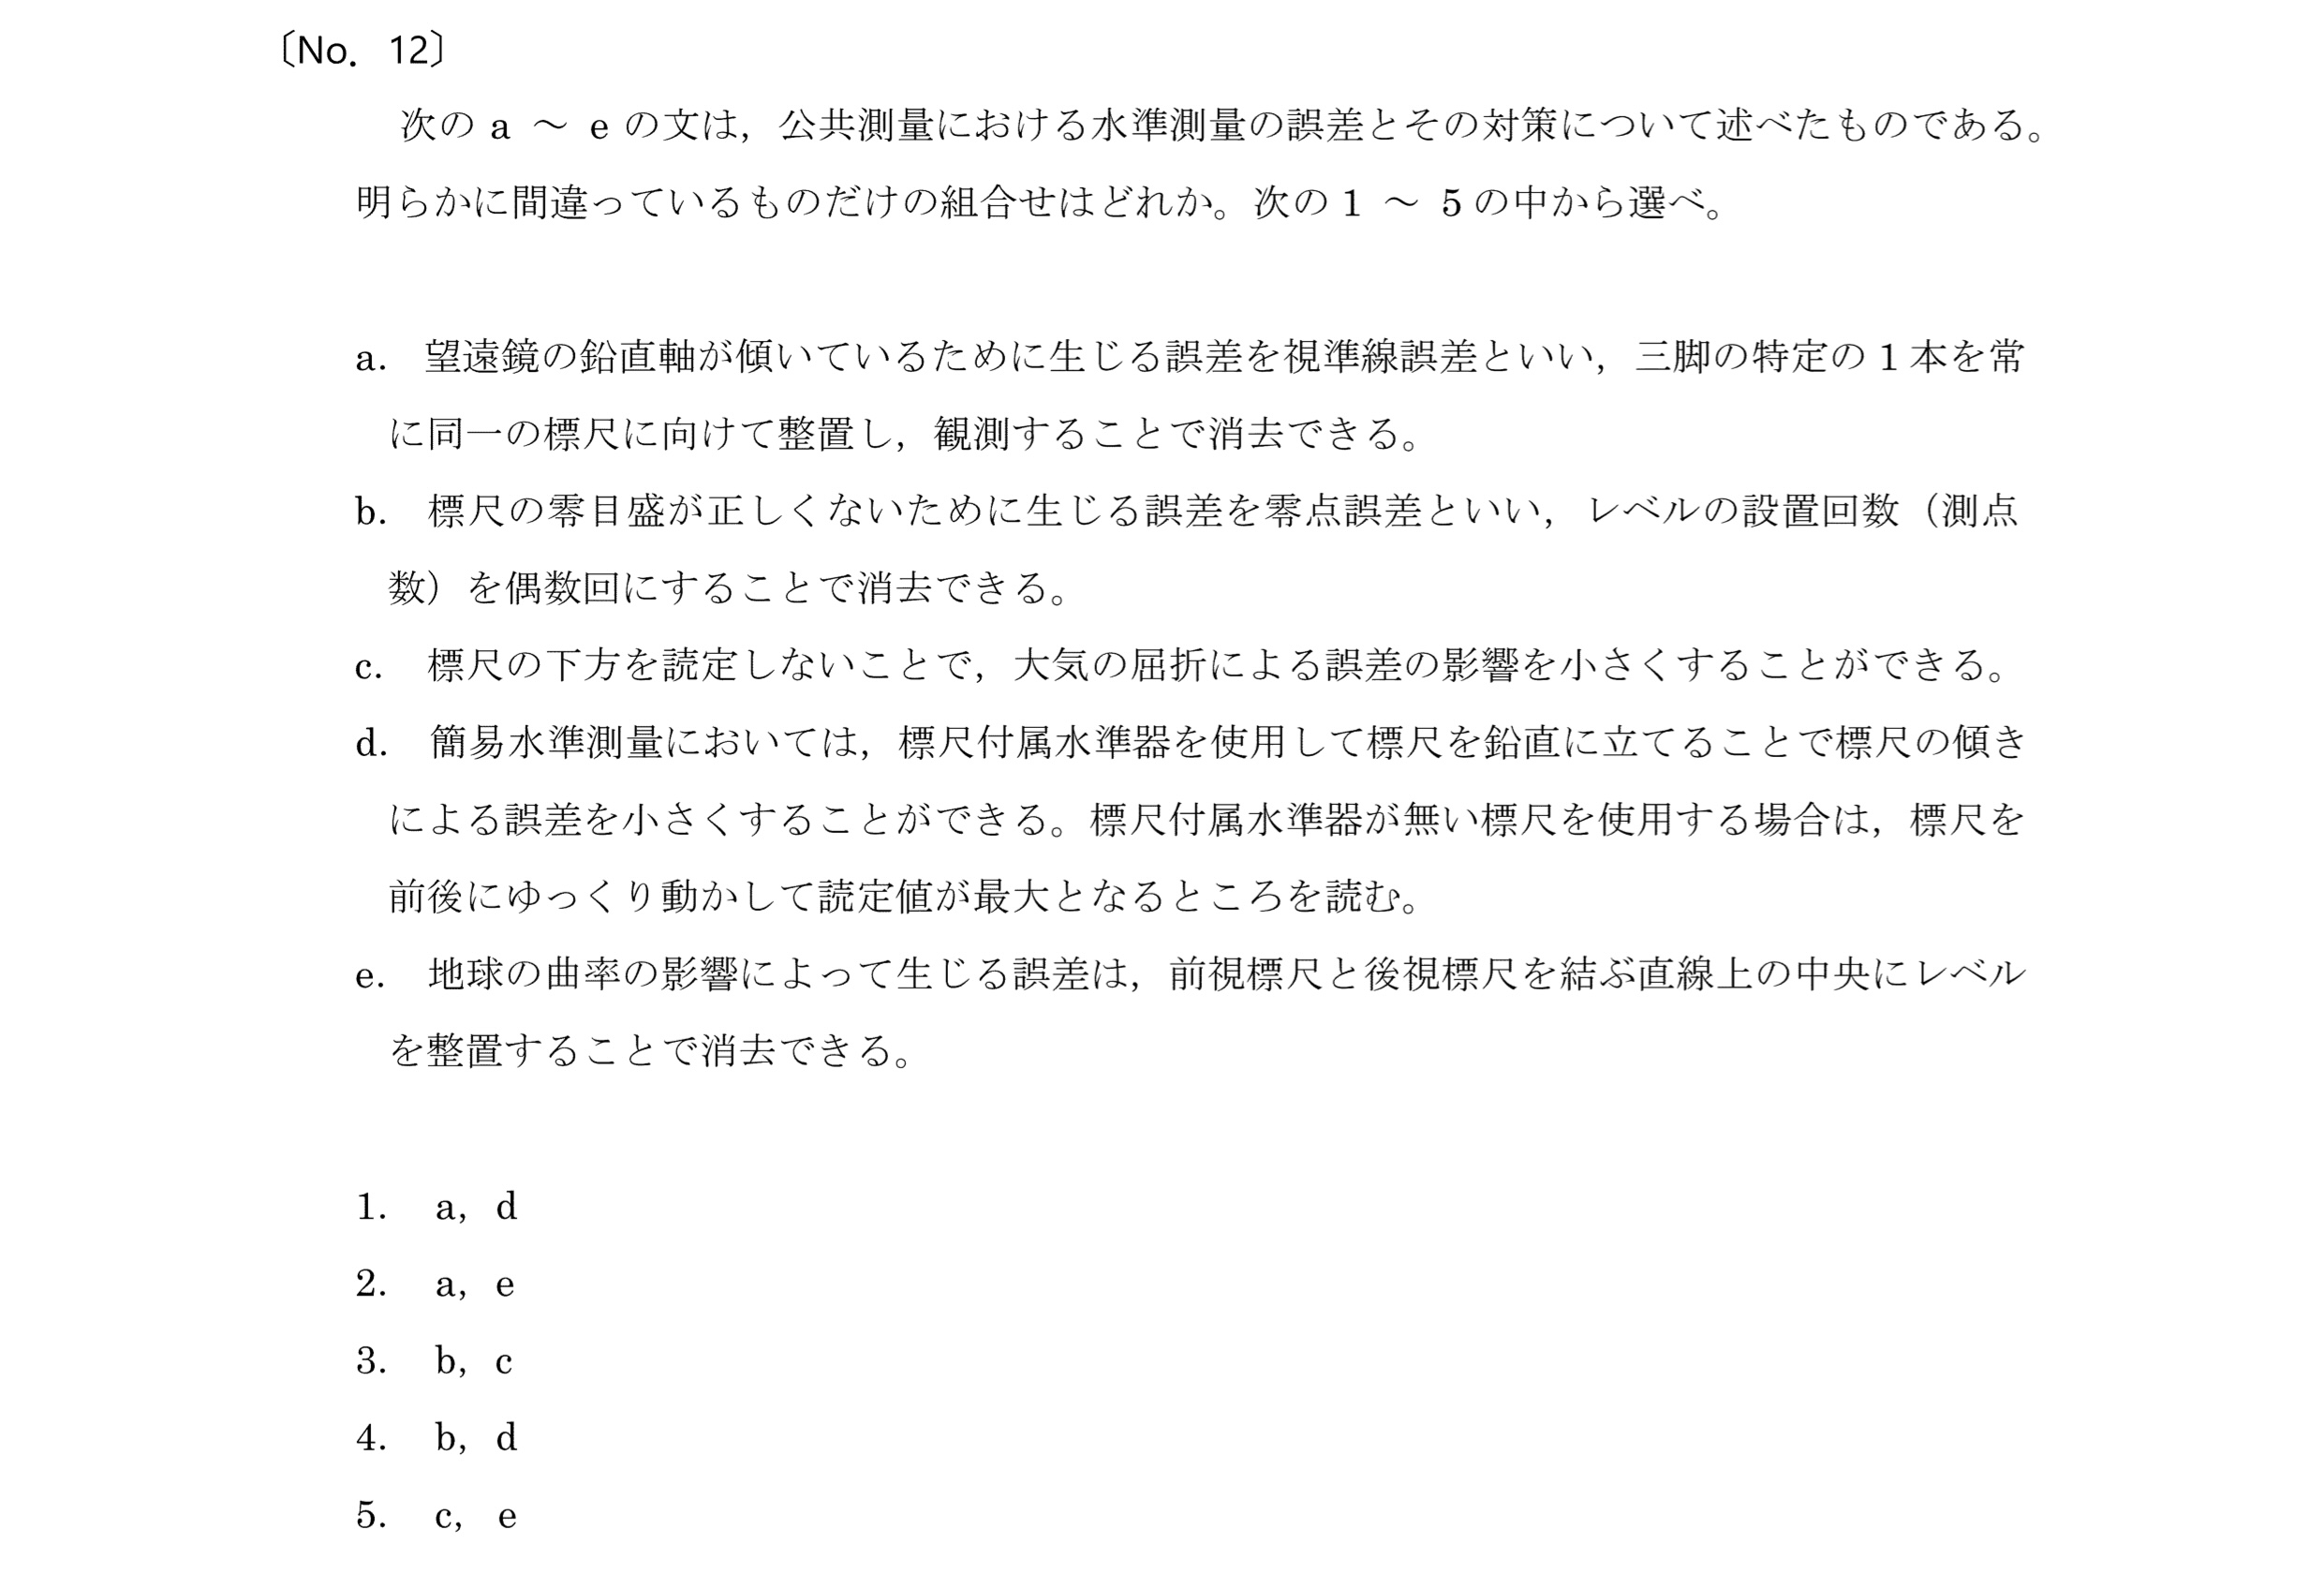 〔No. 12〕
次の a ～ e の文は，公共測量における水準測量の誤差とその対策について述べたものである。
明らかに間違っているものだけの組合せはどれか。次の 1 ～ 5 の中から選べ。
a. 望遠鏡の鉛直軸が傾いているために生じる誤差を視準線誤差といい，三脚の特定の 1 本を常
に同一の標尺に向けて整置し，観測することで消去できる。
b. 標尺の零目盛が正しくないために生じる誤差を零点誤差といい，レベルの設置回数（測点
数）を偶数回にすることで消去できる。
c. 標尺の下方を読定しないことで，大気の屈折による誤差の影響を小さくすることができる。
d. 簡易水準測量においては，標尺付属水準器を使用して標尺を鉛直に立てることで標尺の傾き
による誤差を小さくすることができる。標尺付属水準器が無い標尺を使用する場合は，標尺を
前後にゆっくり動かして読定値が最大となるところを読む。
e. 地球の曲率の影響によって生じる誤差は，前視標尺と後視標尺を結ぶ直線上の中央にレベル
を整置することで消去できる。
1. a，d
2. a，e
3. b，c
4. b，d
5. c，e